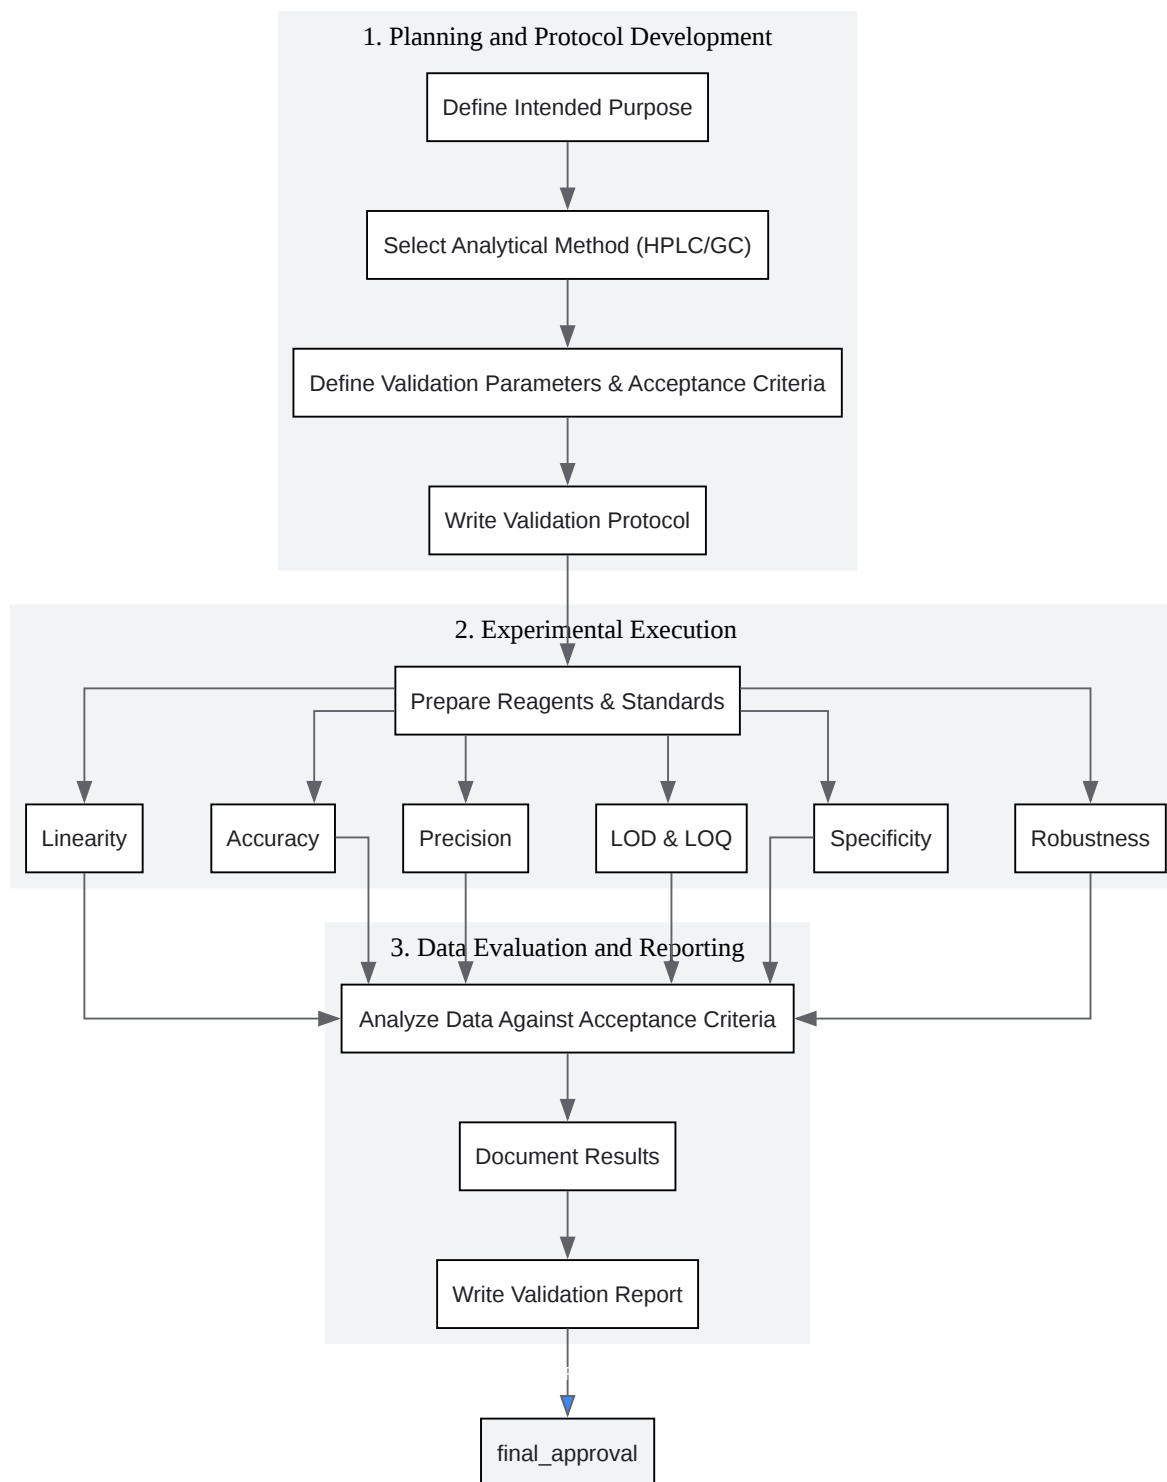 1. Planning and Protocol Development
Define Intended Purpose
Select Analytical Method (HPLC/GC)
Define Validation Parameters & Acceptance Criteria
Write Validation Protocol
2. Experimental Execution
Prepare Reagents & Standards
Linearity
Accuracy
Precision
LOD & LOQ
Specificity
Robustness
3. Data Evaluation and Reporting
Analyze Data Against Acceptance Criteria
Document Results
Write Validation Report
final_approval